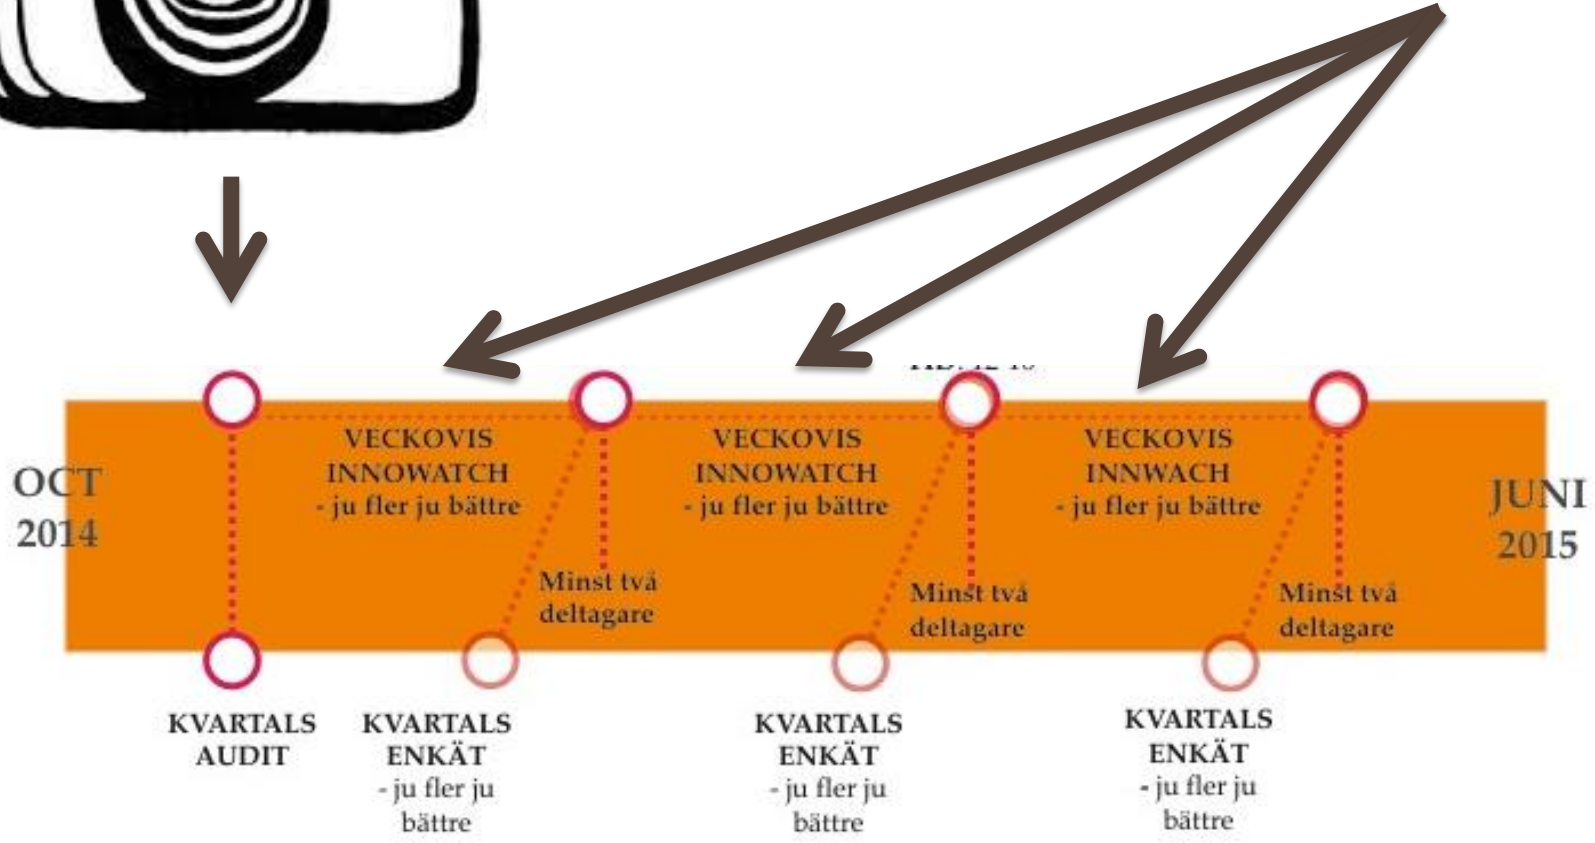 OCT
2014
VECKOVIS
INNOWATCH
- ju fler ju bättre
Minst två
deltagare
VECKOVIS
INNOWATCH
- ju fler ju bättre
Minst två
deltagare
VECKOVIS
INNWACH
- ju fler ju bättre
Minst två
deltagare
JUNI
2015
KVARTALS
AUDIT
KVARTALS
ENKÄT
- ju fler ju
bättre
KVARTALS
ENKÄT
- ju fler ju
bättre
KVARTALS
ENKÄT
- ju fler ju
bättre